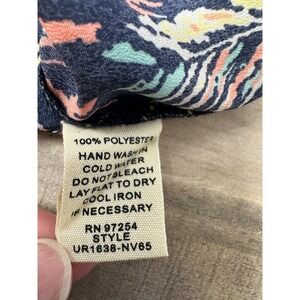 100% POLYESTER
HAND WASH IN
COLD WATER
DO NOT BLEACH
LAY FLAT TO DRY
COOL IRON
IF NECESSARY
RN 97254
STYLE
UR1638-NV65